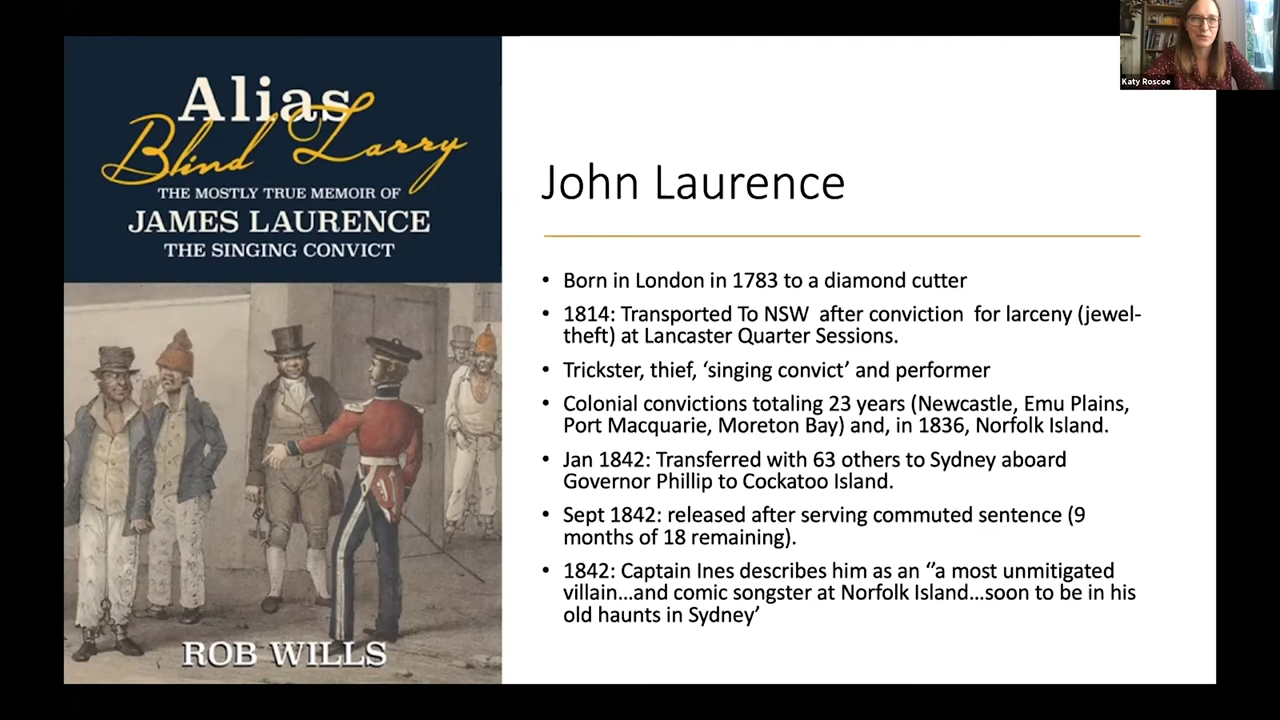 Alias
Blind Larry
THE MOSTLY TRUE MEMOIR OF
JAMES LAURENCE
THE SINGING CONVICT
ROB WILLS
John Laurence
• Born in London in 1783 to a diamond cutter
• 1814: Transported To NSW after conviction for larceny (jewel-
theft) at Lancaster Quarter Sessions.
• Trickster, thief, ‘singing convict’ and performer
• Colonial convictions totaling 23 years (Newcastle, Emu Plains,
Port Macquarie, Moreton Bay) and, in 1836, Norfolk Island.
• Jan 1842: Transferred with 63 others to Sydney aboard
Governor Phillip to Cockatoo Island.
• Sept 1842: released after serving commuted sentence (9
months of 18 remaining).
• 1842: Captain Ines describes him as an “a most unmitigated
villain…and comic songster at Norfolk Island…soon to be in his
old haunts in Sydney’
Katy Roscoe